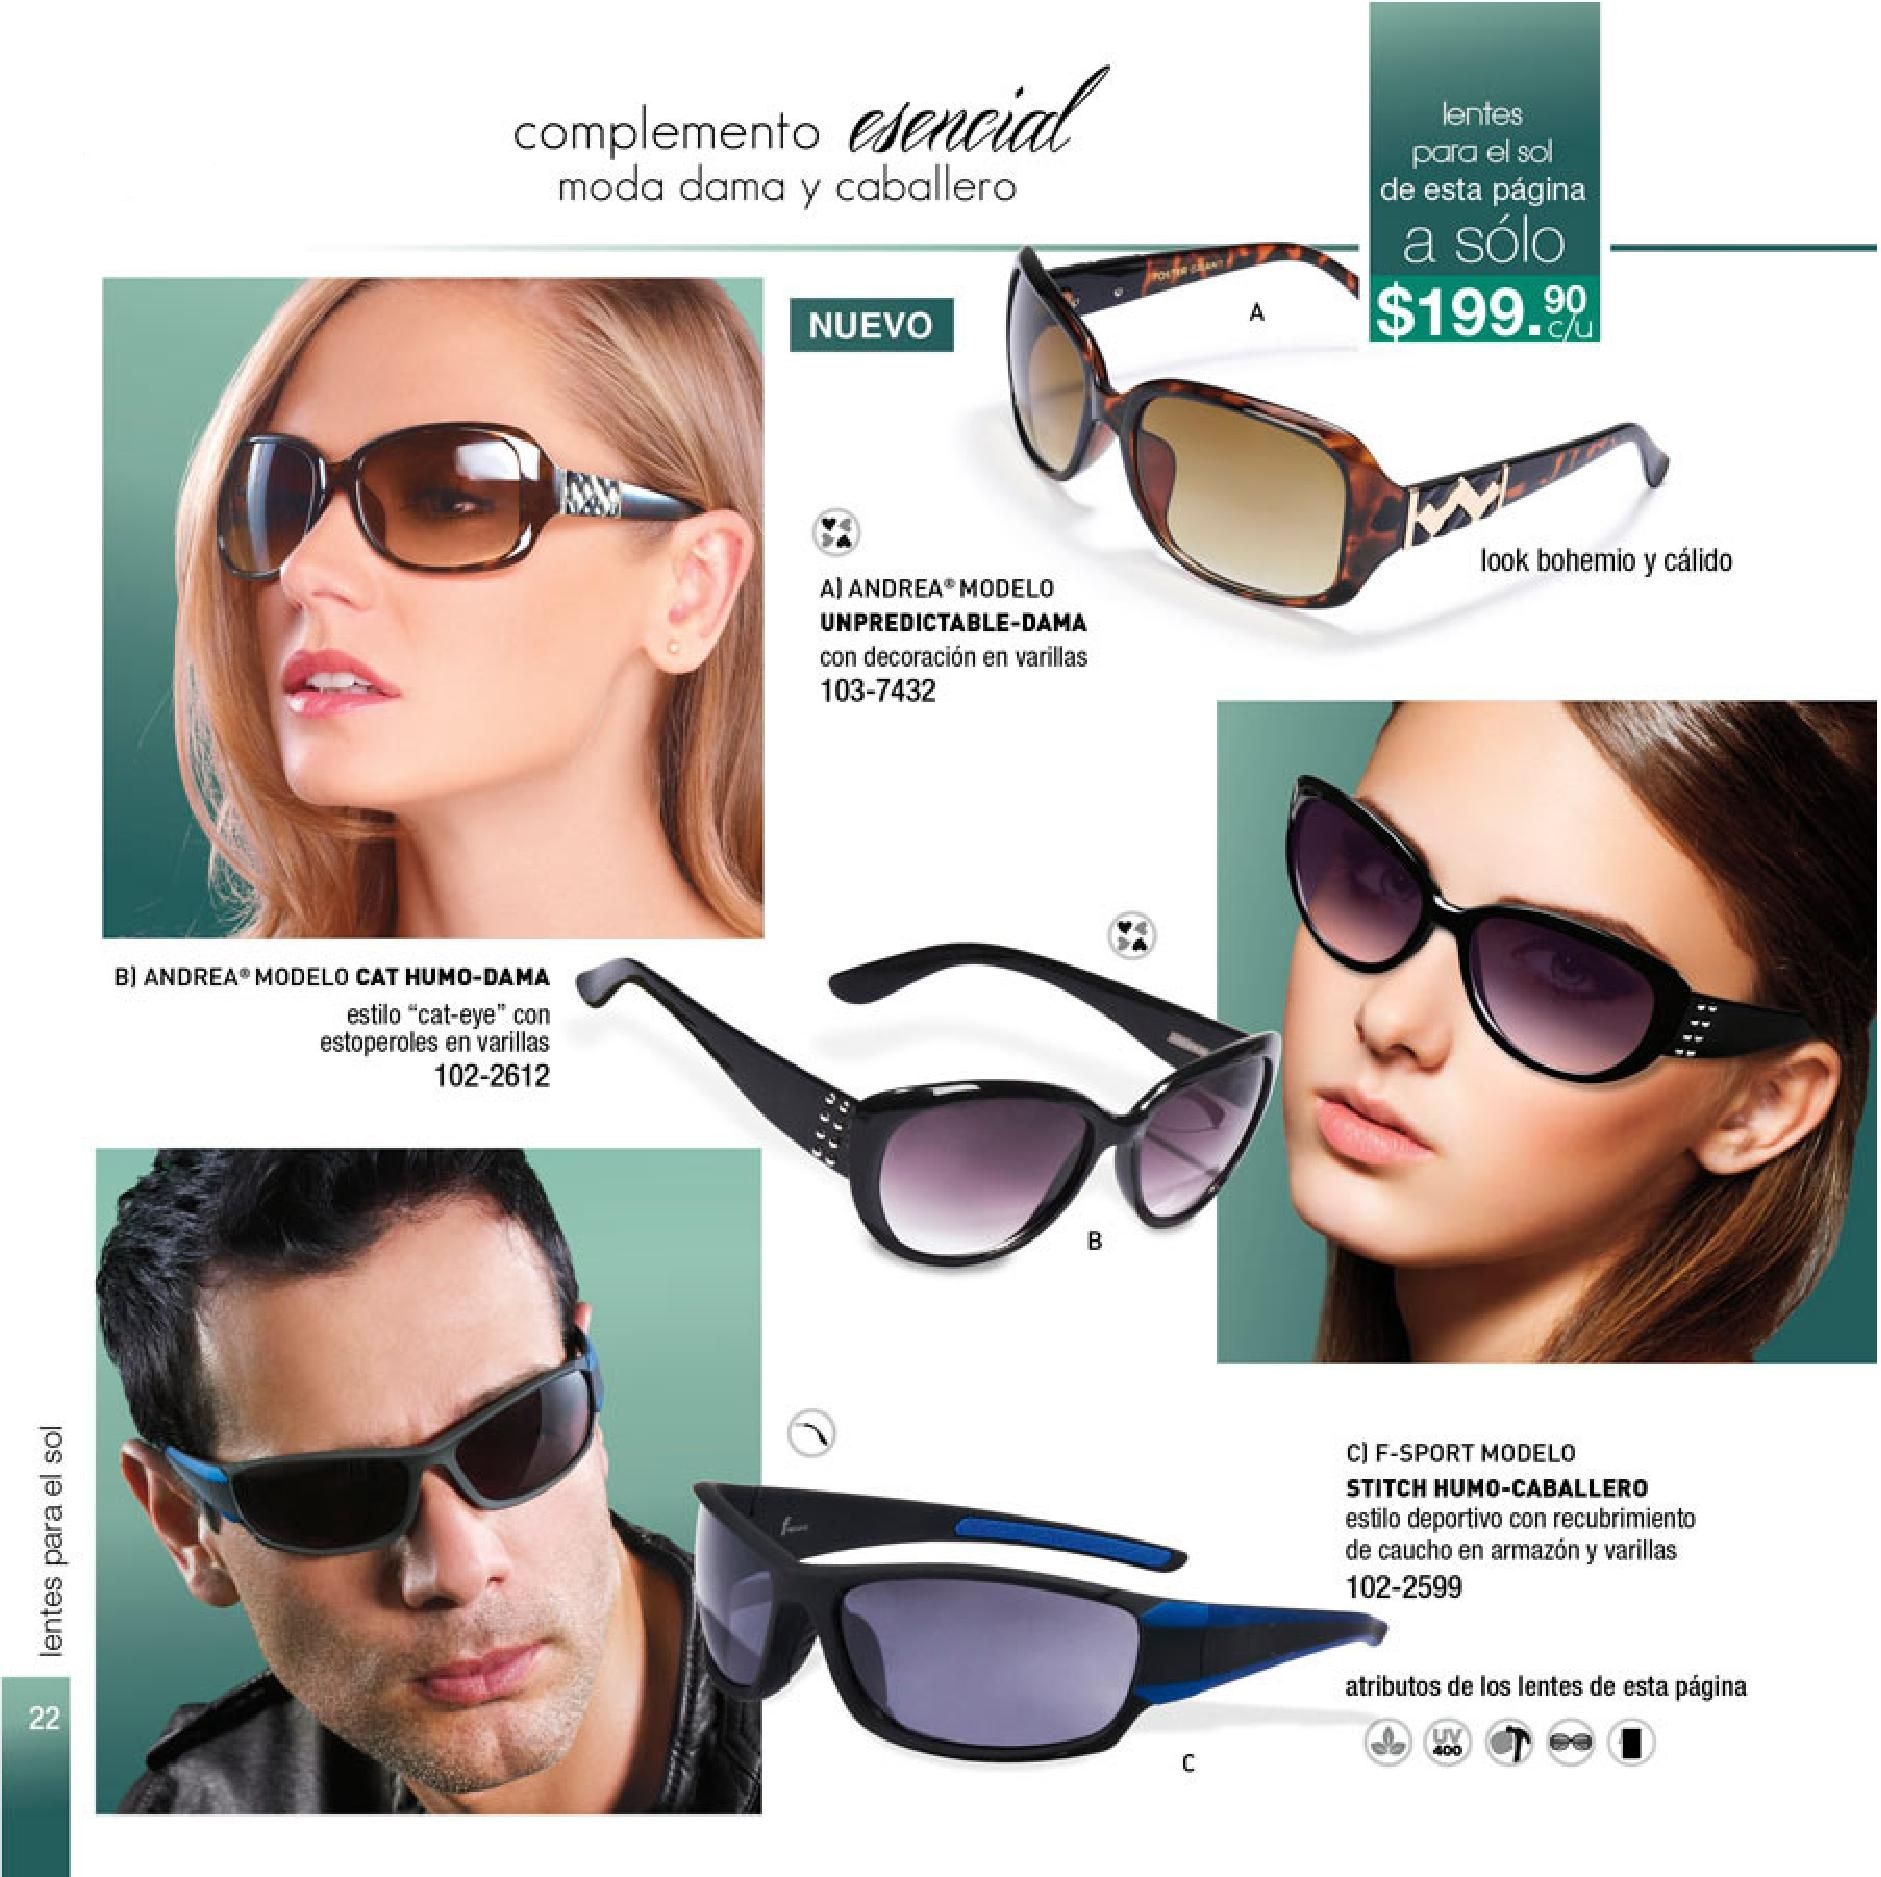 complemento esencial
moda dama y caballero
lentes
para el sol
de esta página
a sólo
$199.90 c/u
NUEVO
FOSTER GRANT
A
look bohemio y cálido
A) ANDREA® MODELO
UNPREDICTABLE-DAMA
con decoración en varillas
103-7432
B) ANDREA® MODELO CAT HUMO-DAMA
estilo “cat-eye” con
estoperoles en varillas
102-2612
B
C) F-SPORT MODELO
STITCH HUMO-CABALLERO
estilo deportivo con recubrimiento
de caucho en armazón y varillas
102-2599
atributos de los lentes de esta página
UV
400
C
lentes para el sol
22